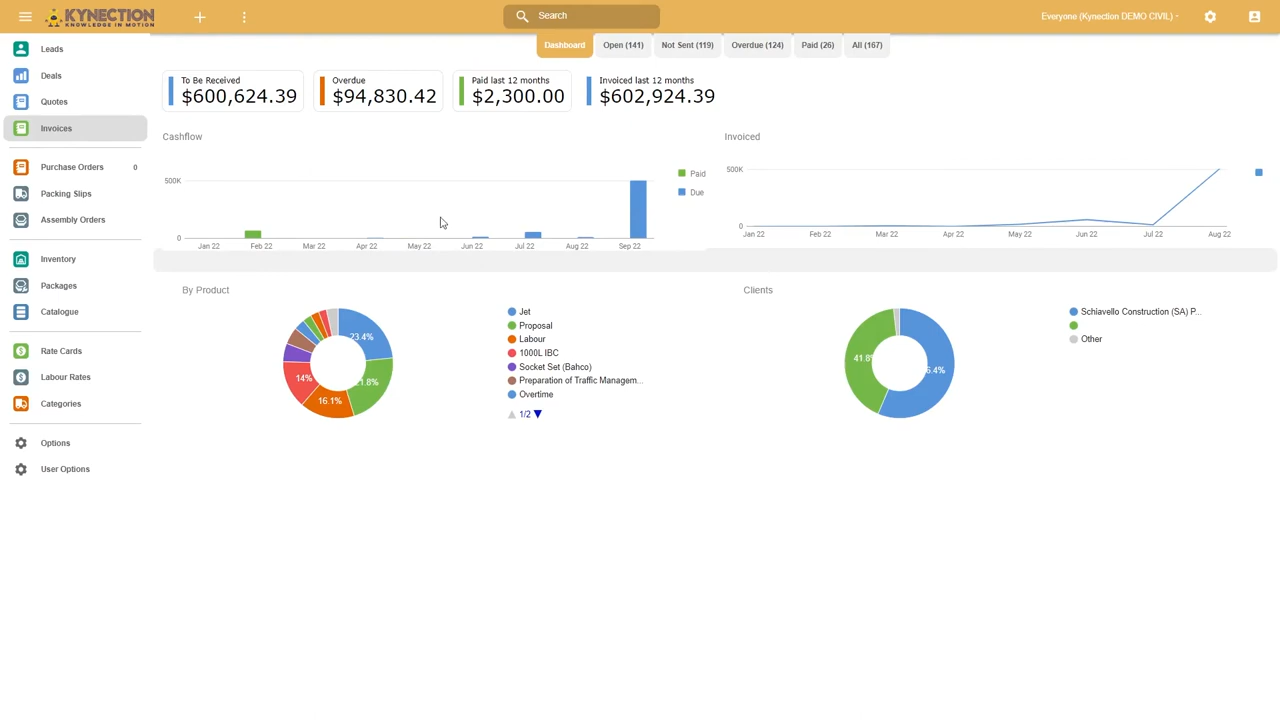 KYNECTION
KNOWLEDGE IN MOTION
Search
Everyone (Kynection DEMO CIVIL)
Leads
Deals
Quotes
Invoices
Purchase Orders 0
Packing Slips
Assembly Orders
Inventory
Packages
Catalogue
Rate Cards
Labour Rates
Categories
Options
User Options
Dashboard Open (141) Not Sent (119) Overdue (124) Paid (26) All (167)
To Be Received
$600,624.39
Overdue
$94,830.42
Paid last 12 months
$2,300.00
Invoiced last 12 months
$602,924.39
Cashflow
500K
0
Jan 22 Feb 22 Mar 22 Apr 22 May 22 Jun 22 Jul 22 Aug 22 Sep 22
Paid
Due
Invoiced
500K
0
Jan 22 Feb 22 Mar 22 Apr 22 May 22 Jun 22 Jul 22 Aug 22
By Product
23.4%
1.8%
16.1%
14%
Jet
Proposal
Labour
1000L IBC
Socket Set (Bahco)
Preparation of Traffic Managem...
Overtime
1/2
Clients
41.8%
6.4%
Schiavello Construction (SA) P...
Other